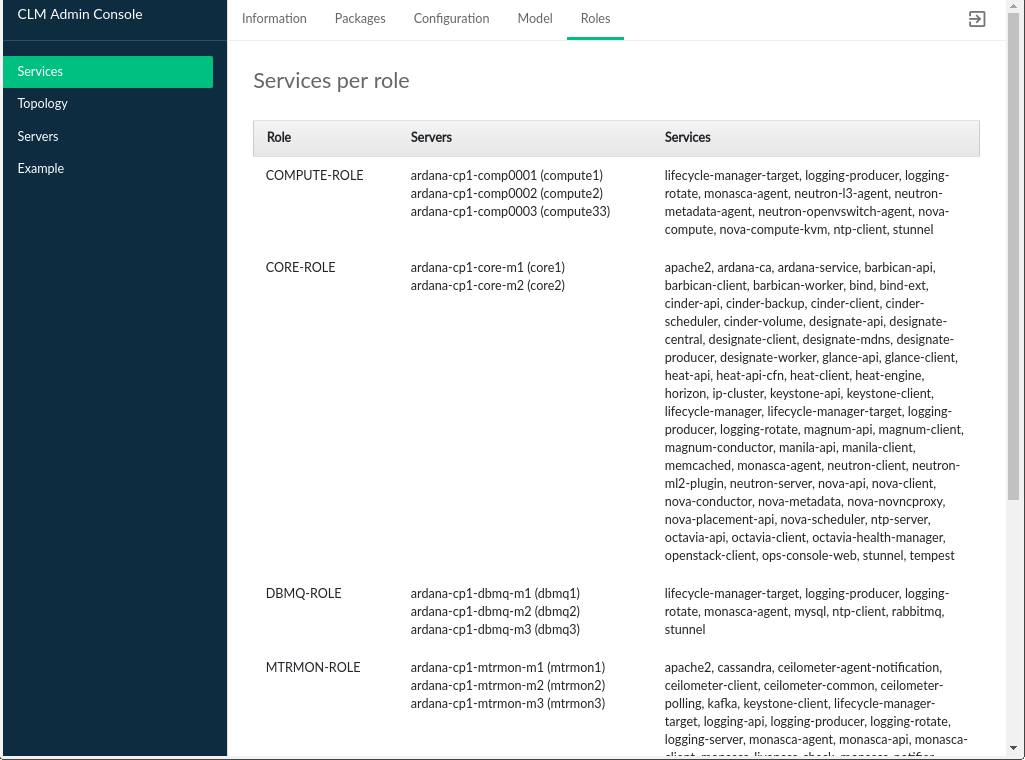 CLM Admin Console
Information Packages Configuration Model Roles
Services
Topology
Servers
Example
Services per role
Role Servers Services
COMPUTE-ROLE
ardana-cp1-comp0001 (compute1)
ardana-cp1-comp0002 (compute2)
ardana-cp1-comp0003 (compute33)
lifecycle-manager-target, logging-producer, logging-
rotate, monasca-agent, neutron-l3-agent, neutron-
metadata-agent, neutron-openvswitch-agent, nova-
compute, nova-compute-kvm, ntp-client, stunnel
CORE-ROLE
ardana-cp1-core-m1 (core1)
ardana-cp1-core-m2 (core2)
apache2, ardana-ca, ardana-service, barbican-api,
barbican-client, barbican-worker, bind, bind-ext,
cinder-api, cinder-backup, cinder-client, cinder-
scheduler, cinder-volume, designate-api, designate-
central, designate-client, designate-mdns, designate-
producer, designate-worker, glance-api, glance-client,
heat-api, heat-api-cfn, heat-client, heat-engine,
horizon, ip-cluster, keystone-api, keystone-client,
lifecycle-manager, lifecycle-manager-target, logging-
producer, logging-rotate, magnum-api, magnum-client,
magnum-conductor, manila-api, manila-client,
memcached, monasca-agent, neutron-client, neutron-
ml2-plugin, neutron-server, nova-api, nova-client,
nova-conductor, nova-metadata, nova-novncproxy,
nova-placement-api, nova-scheduler, ntp-server,
octavia-api, octavia-client, octavia-health-manager,
openstack-client, ops-console-web, stunnel, tempest
DBMQ-ROLE
ardana-cp1-dbmq-m1 (dbmq1)
ardana-cp1-dbmq-m2 (dbmq2)
ardana-cp1-dbmq-m3 (dbmq3)
lifecycle-manager-target, logging-producer, logging-
rotate, monasca-agent, mysql, ntp-client, rabbitmq,
stunnel
MTRMON-ROLE
ardana-cp1-mtrmon-m1 (mtrmon1)
ardana-cp1-mtrmon-m2 (mtrmon2)
ardana-cp1-mtrmon-m3 (mtrmon3)
apache2, cassandra, ceilometer-agent-notification,
ceilometer-client, ceilometer-common, ceilometer-
polling, kafka, keystone-client, lifecycle-manager-
target, logging-api, logging-producer, logging-rotate,
logging-server, monasca-agent, monasca-api, monasca-